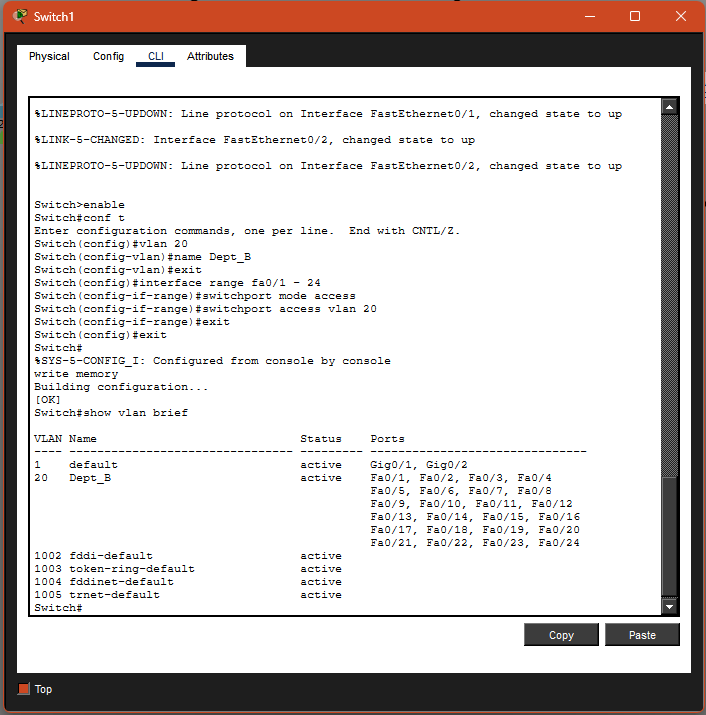 Switch1
Physical Config CLI Attributes
%LINEPROTO-5-UPDOWN: Line protocol on Interface FastEthernet0/1, changed state to up
%LINK-5-CHANGED: Interface FastEthernet0/2, changed state to up
%LINEPROTO-5-UPDOWN: Line protocol on Interface FastEthernet0/2, changed state to up
Switch>enable
Switch#conf t
Enter configuration commands, one per line.  End with CNTL/Z.
Switch(config)#vlan 20
Switch(config-vlan)#name Dept_B
Switch(config-vlan)#exit
Switch(config)#interface range fa0/1 - 24
Switch(config-if-range)#switchport mode access
Switch(config-if-range)#switchport access vlan 20
Switch(config-if-range)#exit
Switch(config)#exit
Switch#
%SYS-5-CONFIG_I: Configured from console by console
write memory
Building configuration...
[OK]
Switch#show vlan brief
VLAN Name                             Status    Ports
---- -------------------------------- --------- -------------------------------
1    default                          active    Gig0/1, Gig0/2
20   Dept_B                           active    Fa0/1, Fa0/2, Fa0/3, Fa0/4
                                                Fa0/5, Fa0/6, Fa0/7, Fa0/8
                                                Fa0/9, Fa0/10, Fa0/11, Fa0/12
                                                Fa0/13, Fa0/14, Fa0/15, Fa0/16
                                                Fa0/17, Fa0/18, Fa0/19, Fa0/20
                                                Fa0/21, Fa0/22, Fa0/23, Fa0/24
1002 fddi-default                     active
1003 token-ring-default               active
1004 fddinet-default                  active
1005 trnet-default                    active
Switch#
Copy Paste
Top